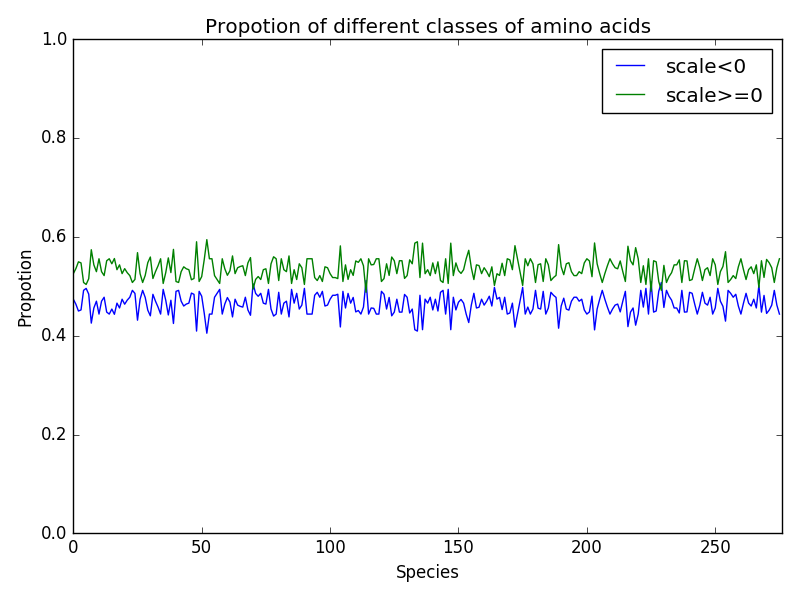 Propotion of different classes of amino acids
1.0
0.8
0.6
0.4
0.2
0.0
Propotion
scale<0
scale>=0
0 50 100 150 200 250
Species